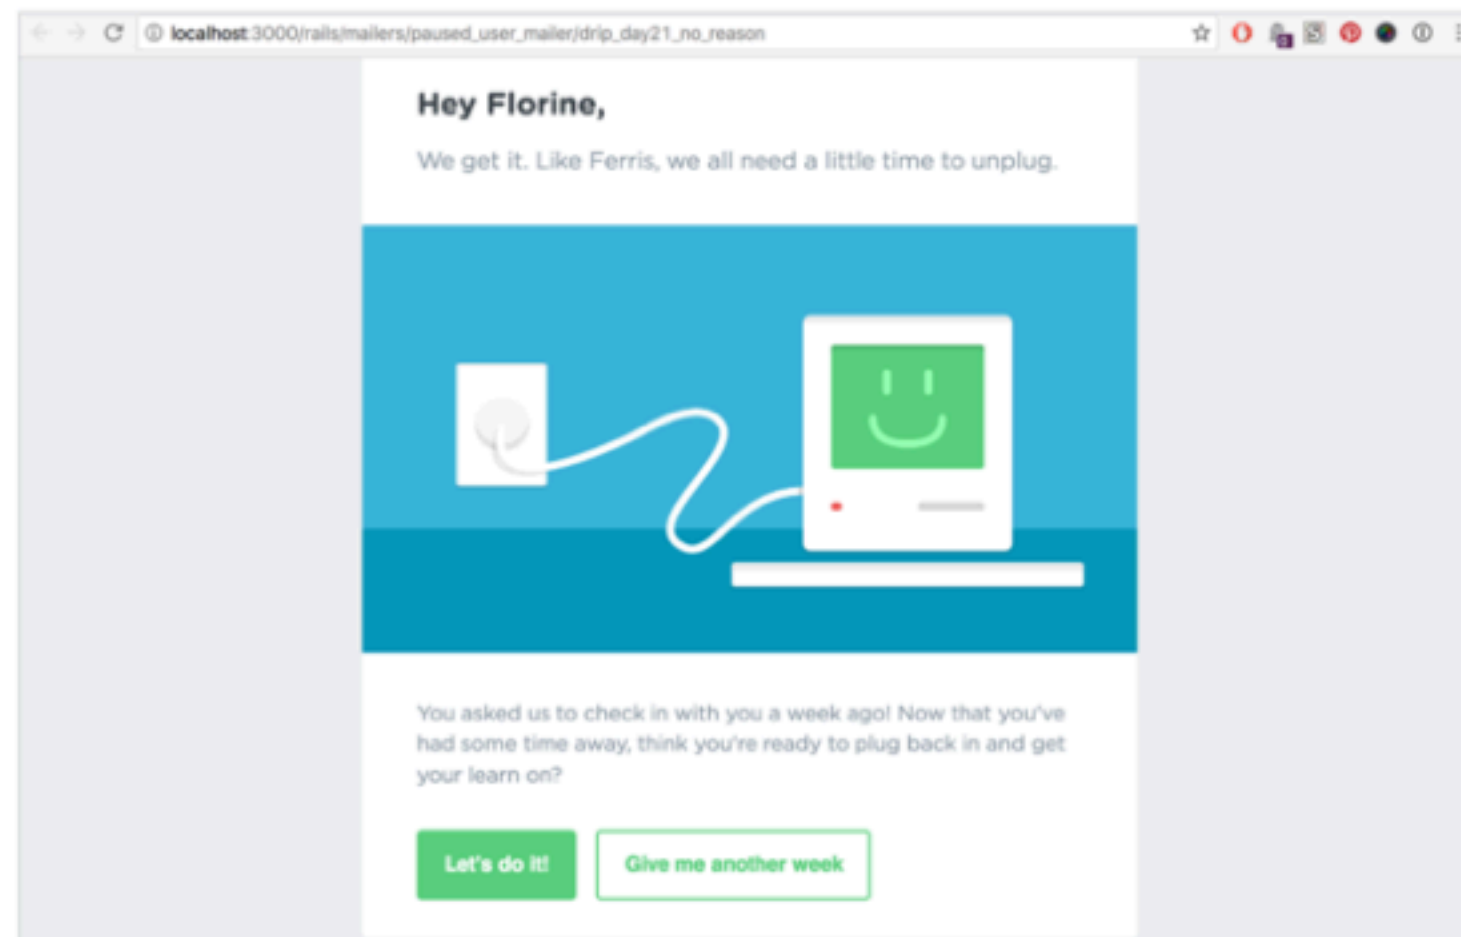 localhost:3000/rails/mailers/paused_user_mailer/drip_day21_no_reason
Hey Florine,
We get it. Like Ferris, we all need a little time to unplug.
You asked us to check in with you a week ago! Now that you've
had some time away, think you're ready to plug back in and get
your learn on?
Let's do it!
Give me another week